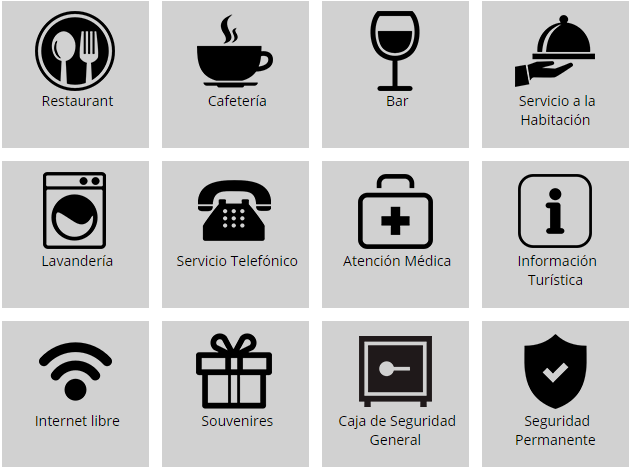 Restaurant
Cafetería
Bar
Servicio a la
Habitación
Lavandería
Servicio Telefónico
Atención Médica
Información
Turística
Internet libre
Souvenires
Caja de Seguridad
General
Seguridad
Permanente